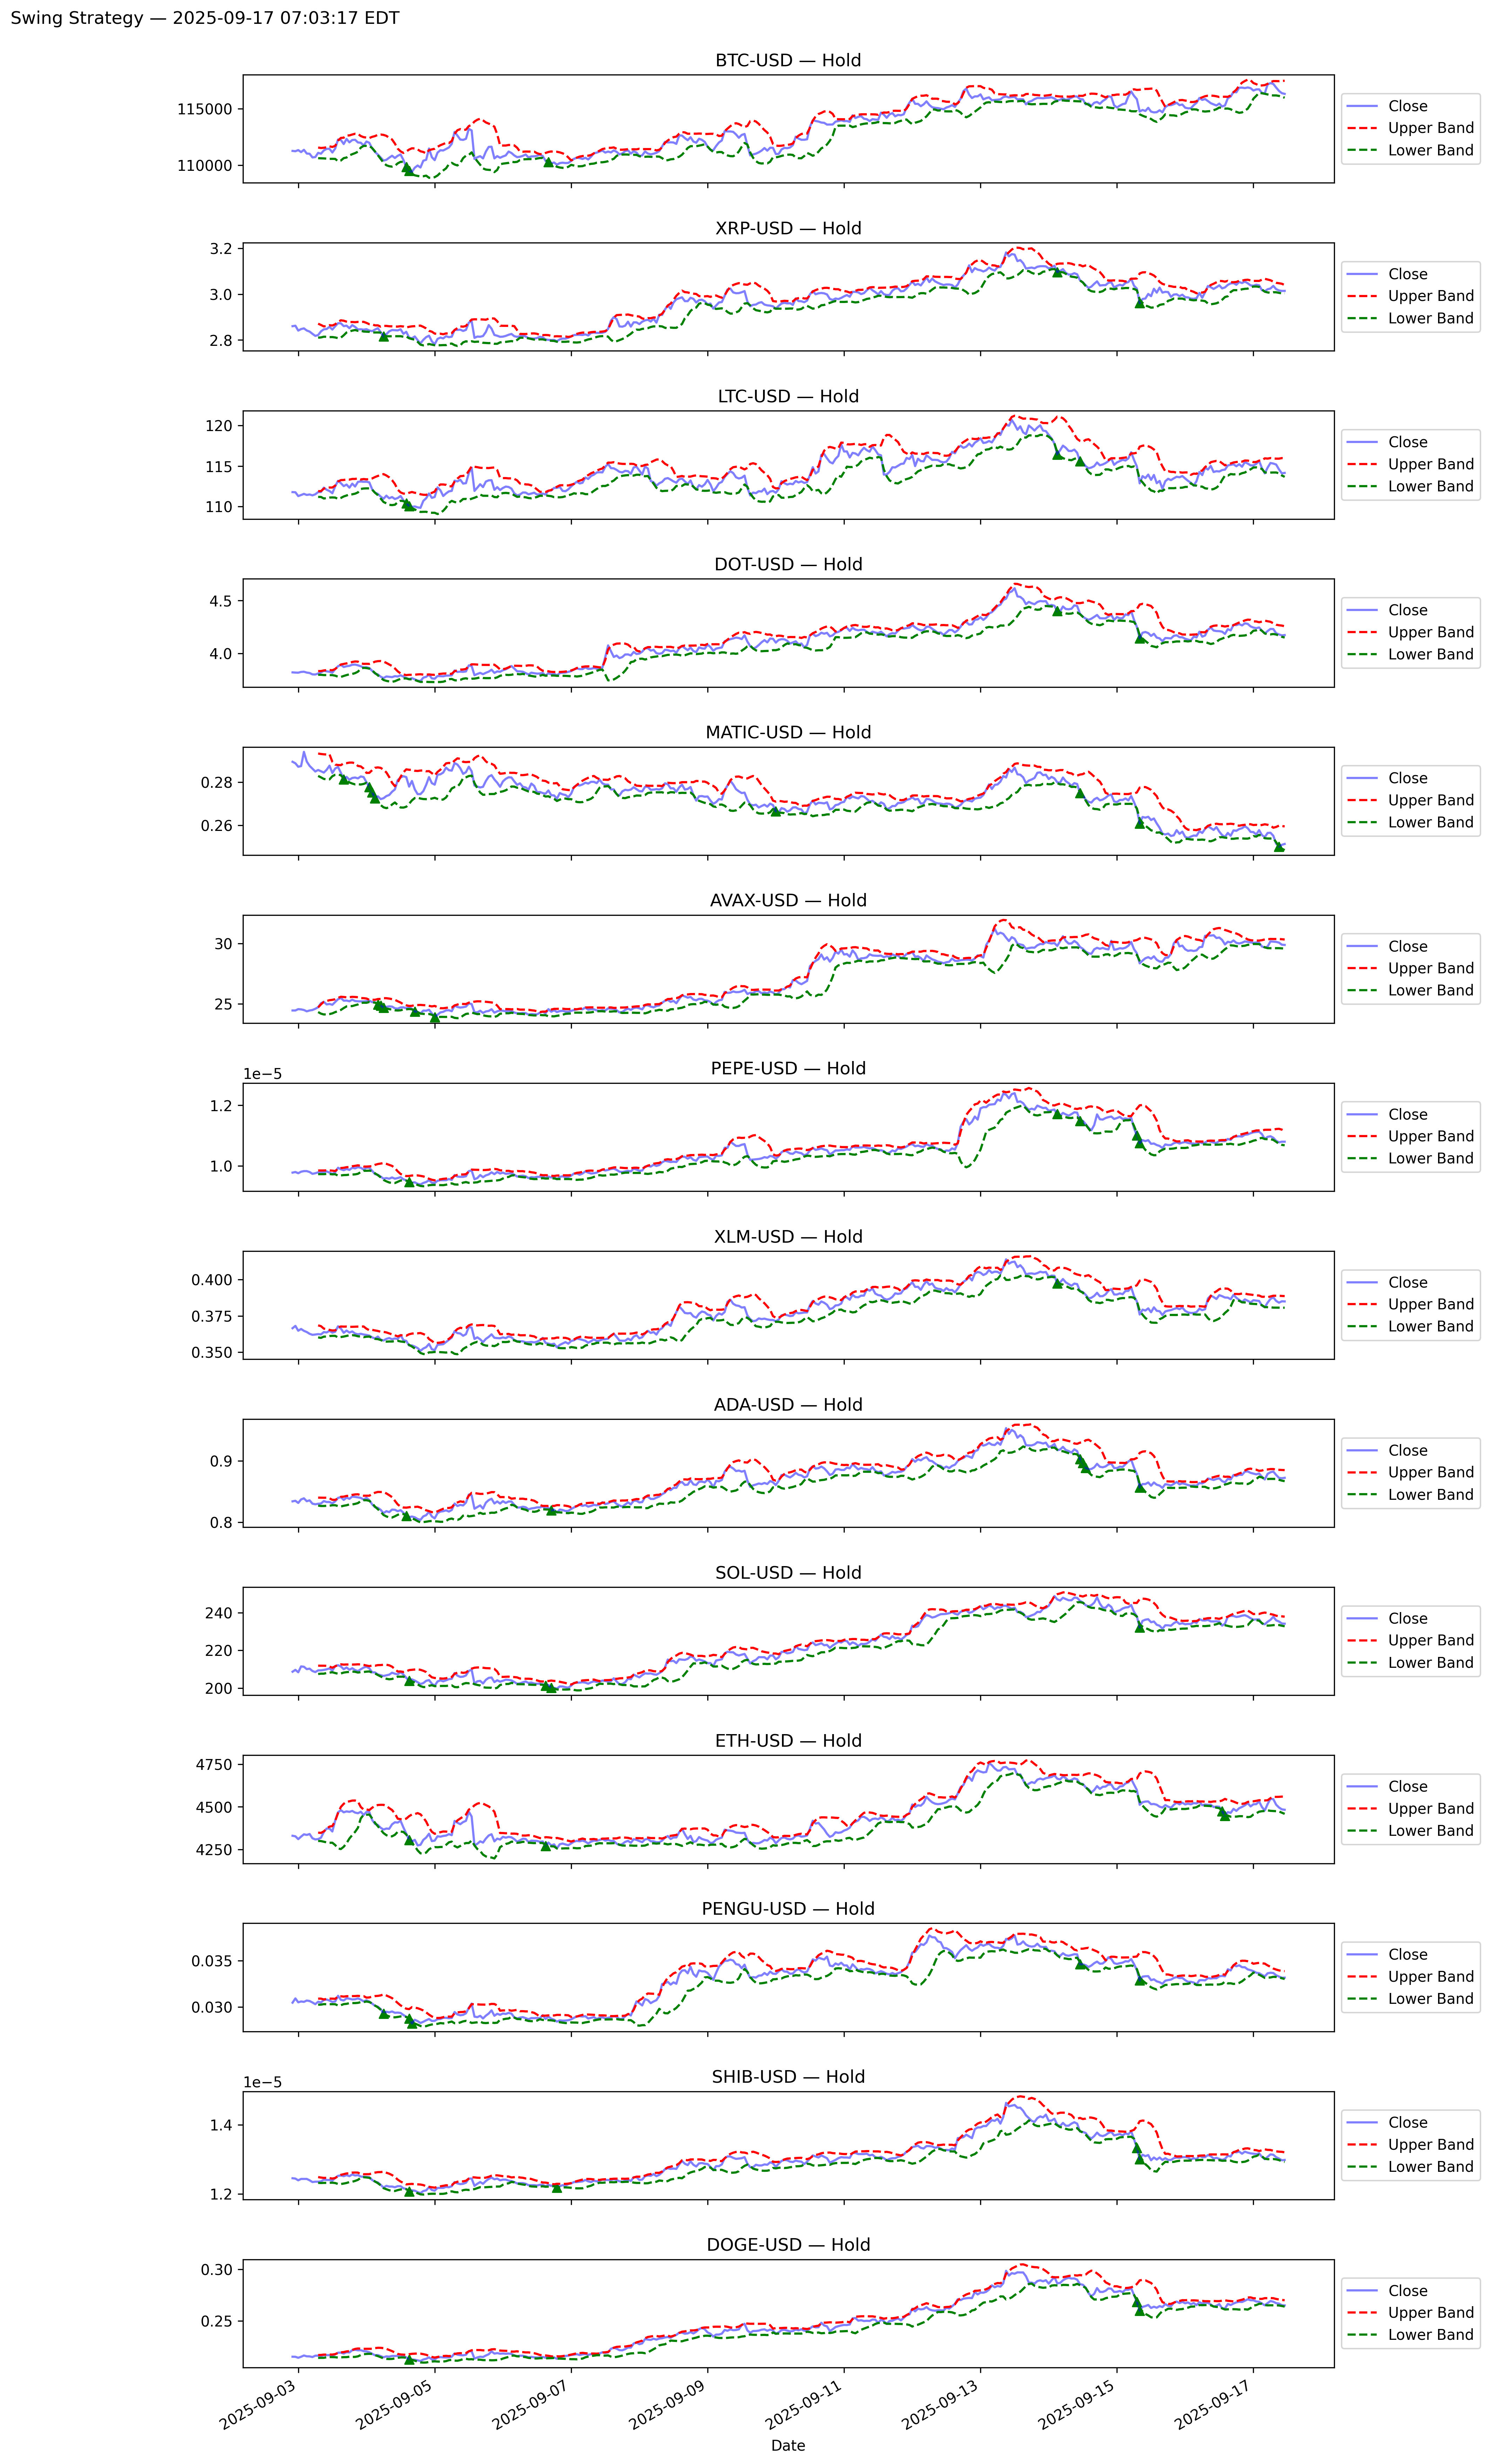 Swing Strategy — 2025-09-17 07:03:17 EDT
BTC-USD — Hold
115000
110000
Close
Upper Band
Lower Band
XRP-USD — Hold
3.2
3.0
2.8
Close
Upper Band
Lower Band
LTC-USD — Hold
120
115
110
Close
Upper Band
Lower Band
DOT-USD — Hold
4.5
4.0
Close
Upper Band
Lower Band
MATIC-USD — Hold
0.28
0.26
Close
Upper Band
Lower Band
AVAX-USD — Hold
30
25
Close
Upper Band
Lower Band
PEPE-USD — Hold
1e−5
1.2
1.0
Close
Upper Band
Lower Band
XLM-USD — Hold
0.400
0.375
0.350
Close
Upper Band
Lower Band
ADA-USD — Hold
0.9
0.8
Close
Upper Band
Lower Band
SOL-USD — Hold
240
220
200
Close
Upper Band
Lower Band
ETH-USD — Hold
4750
4500
4250
Close
Upper Band
Lower Band
PENGU-USD — Hold
0.035
0.030
Close
Upper Band
Lower Band
SHIB-USD — Hold
1e−5
1.4
1.2
Close
Upper Band
Lower Band
DOGE-USD — Hold
0.30
0.25
Close
Upper Band
Lower Band
2025-09-03
2025-09-05
2025-09-07
2025-09-09
2025-09-11
2025-09-13
2025-09-15
2025-09-17
Date